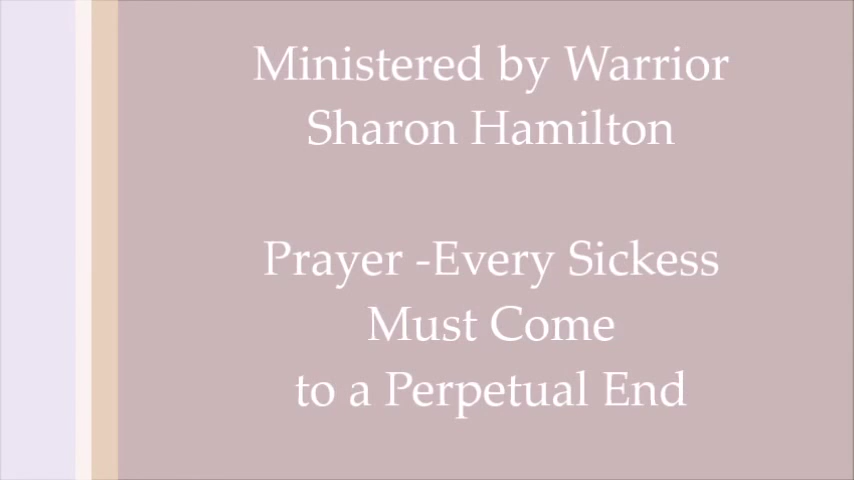 Ministered by Warrior
Sharon Hamilton
Prayer -Every Sickess
Must Come
to a Perpetual End